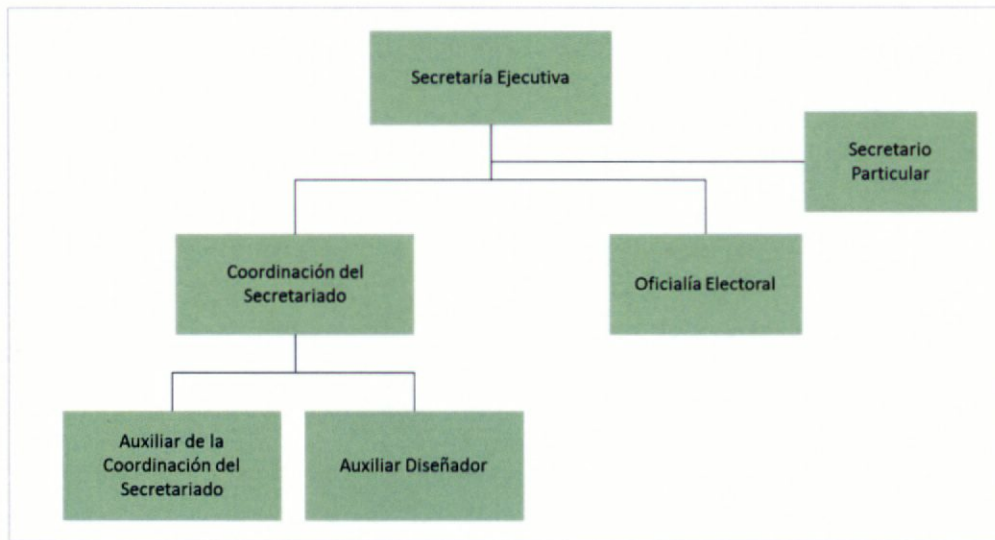 Secretaría Ejecutiva
Secretario
Particular
Coordinación del
Secretariado
Oficialía Electoral
Auxiliar de la
Coordinación del
Secretariado
Auxiliar Diseñador